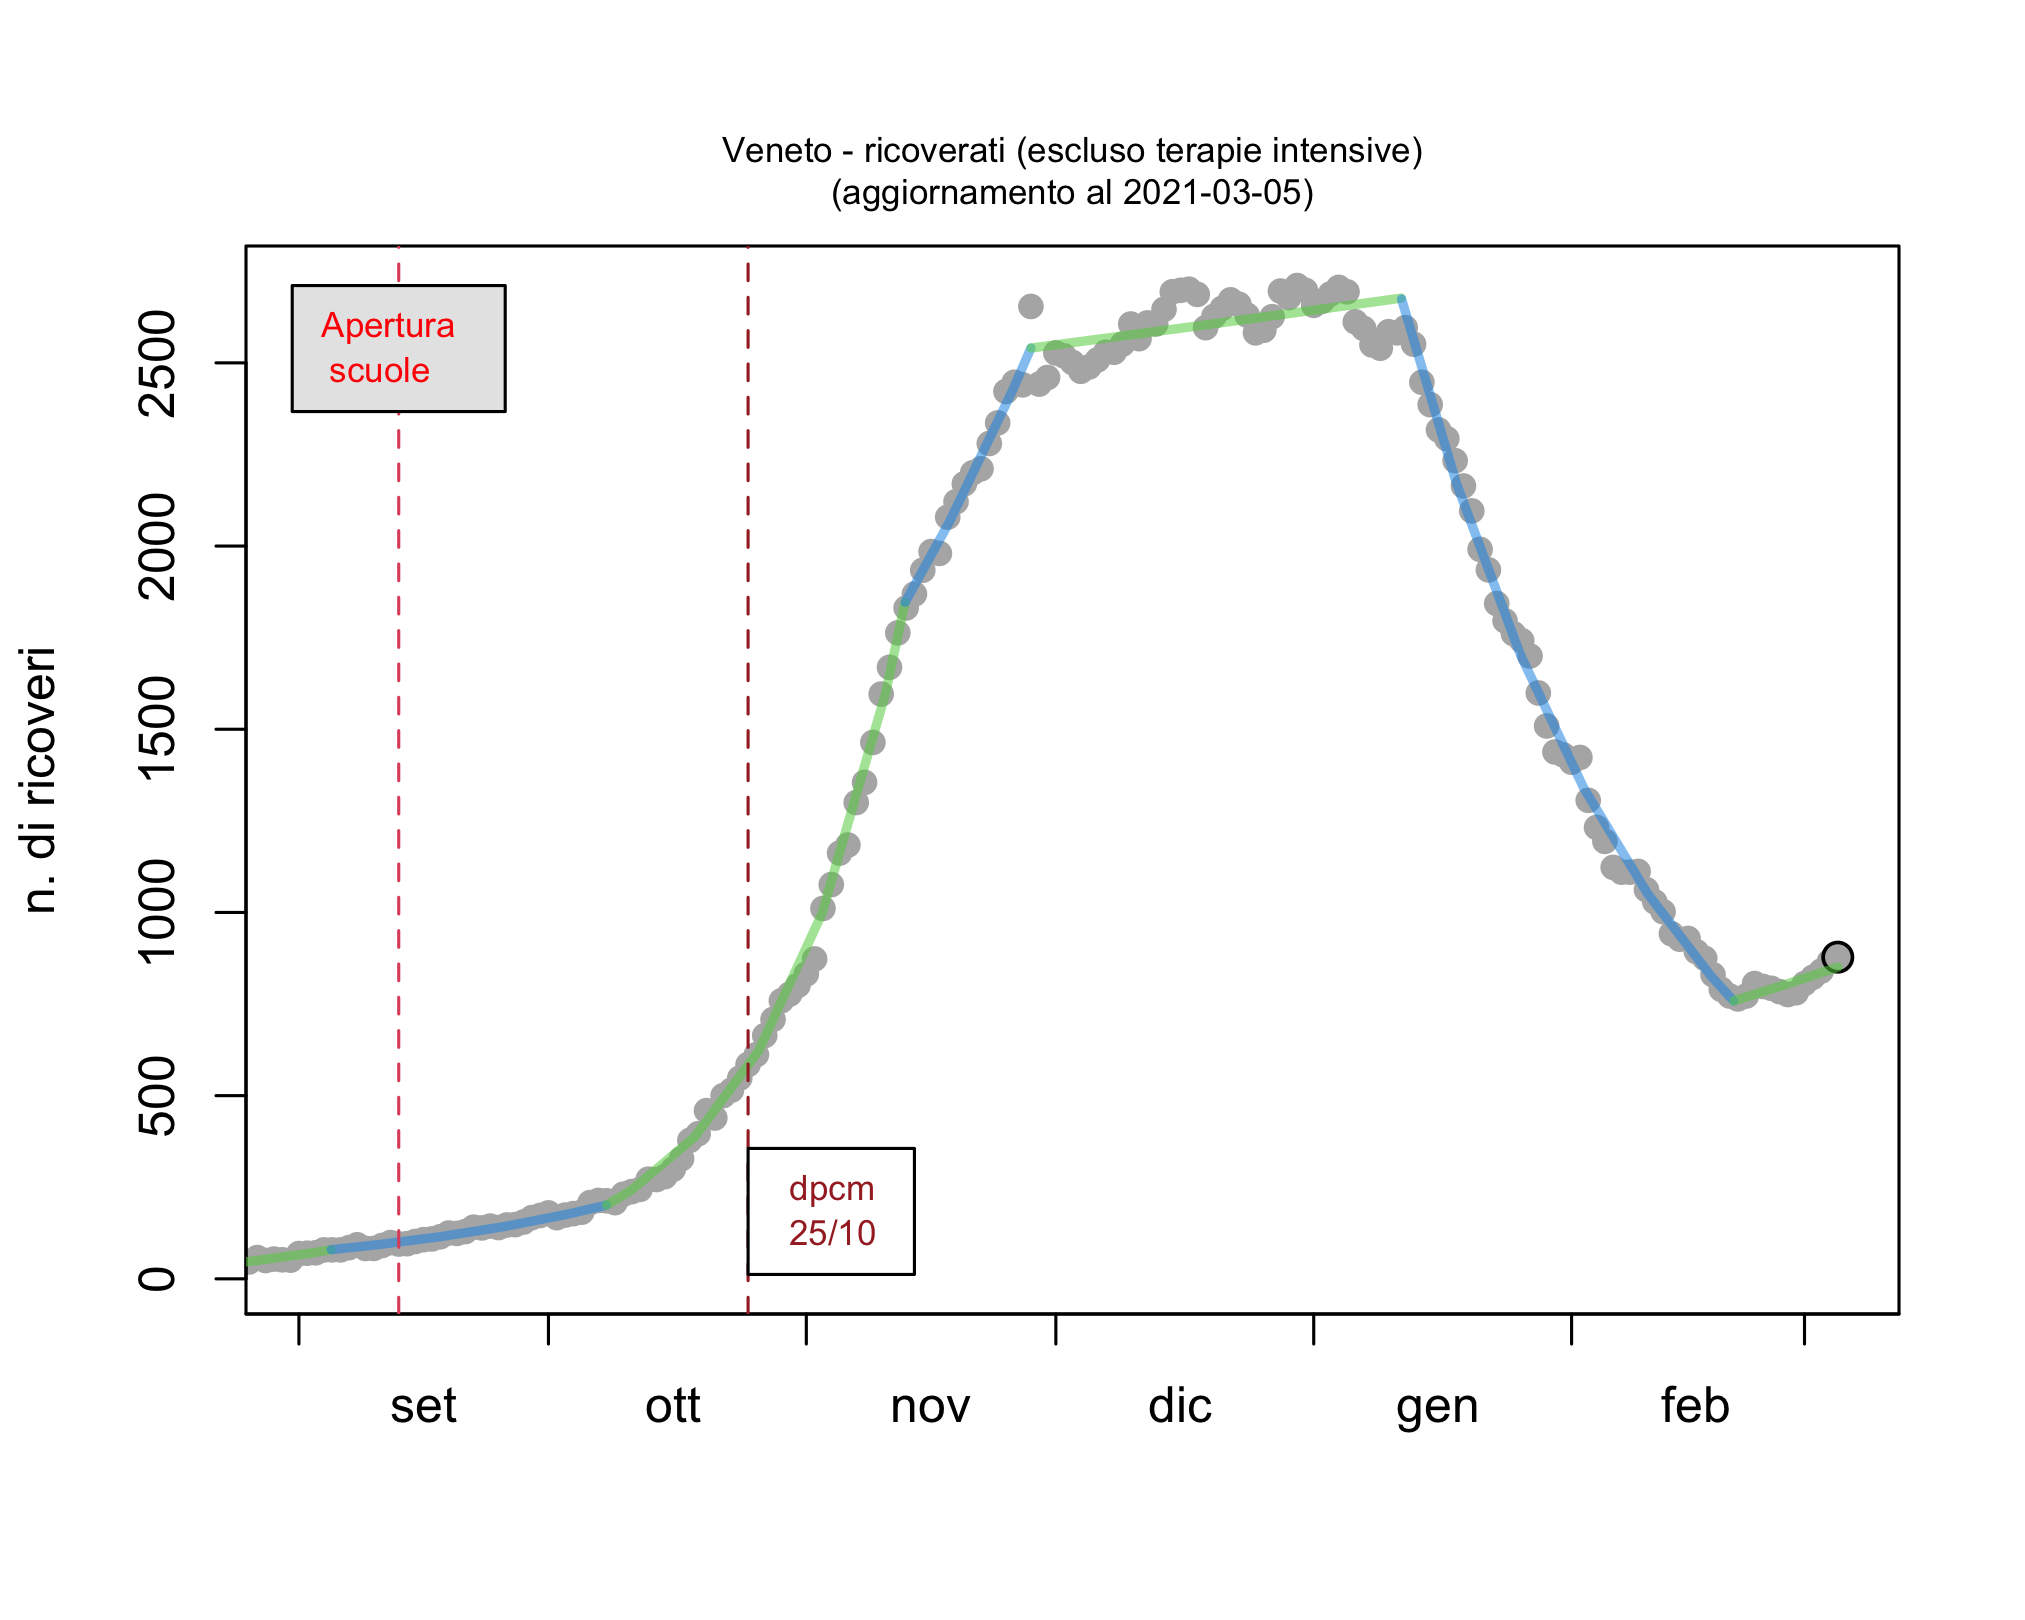 Veneto - ricoverati (escluso terapie intensive)
(aggiornamento al 2021-03-05)
Apertura
scuole
dpcm
25/10
n. di ricoveri
2500
2000
1500
1000
500
0
set ott nov dic gen feb